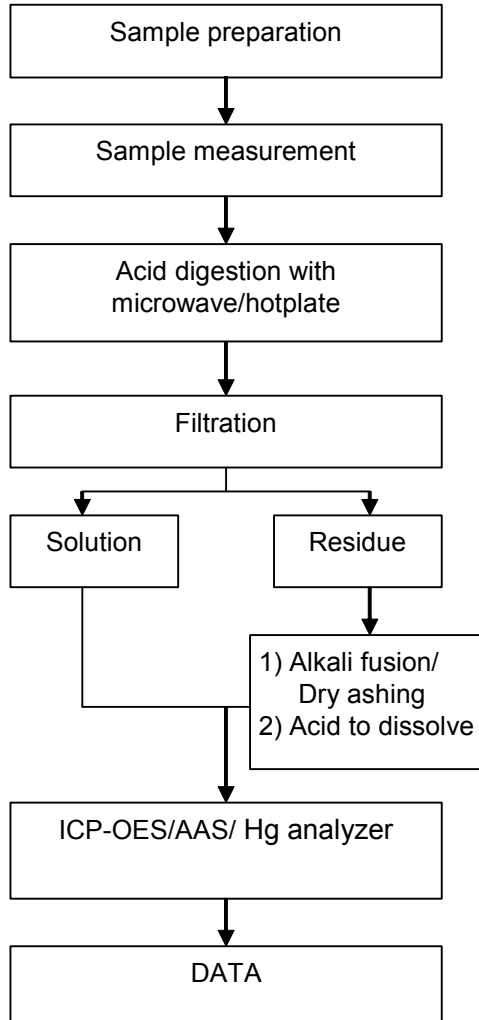 Sample preparation
Sample measurement
Acid digestion with
microwave/hotplate
Filtration
Solution
Residue
1) Alkali fusion/
Dry ashing
2) Acid to dissolve
ICP-OES/AAS/ Hg analyzer
DATA